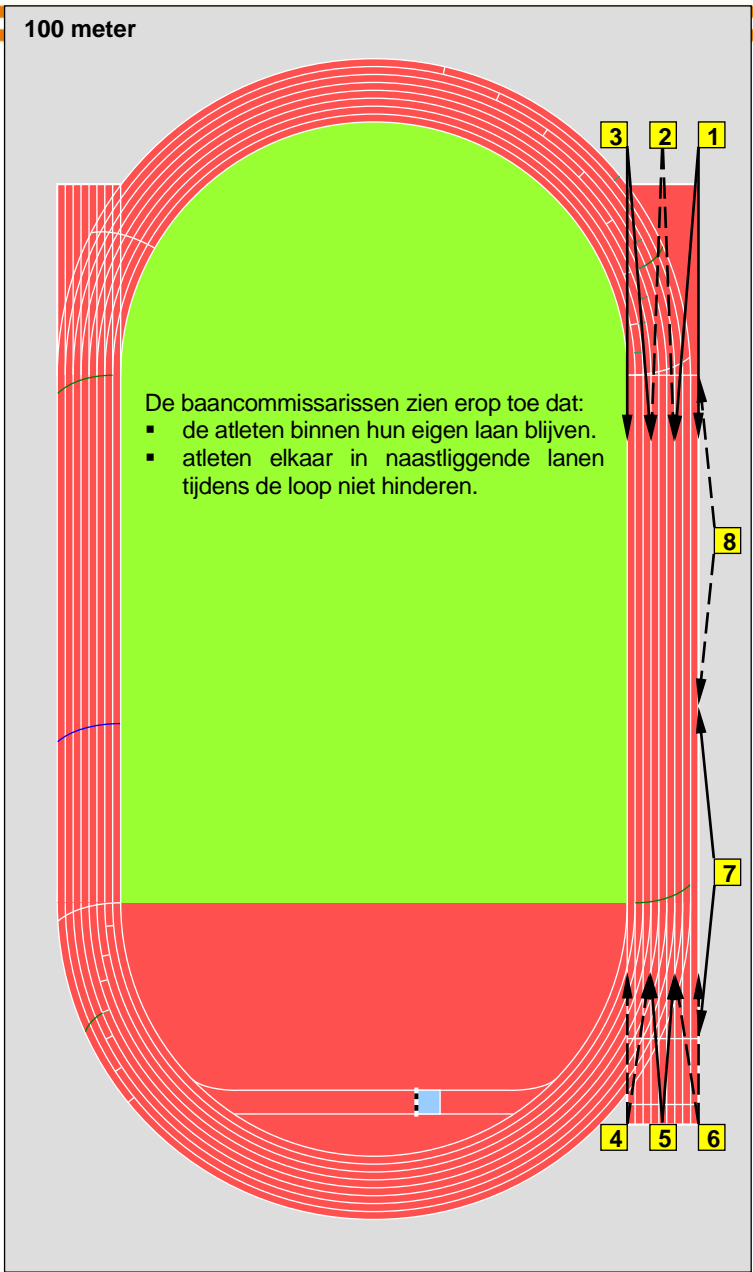 100 meter
3 2 1
De baancommissarissen zien erop toe dat:
▪ de atleten binnen hun eigen laan blijven.
▪ atleten elkaar in naastliggende lanen
tijdens de loop niet hinderen.
8
7
4 5 6